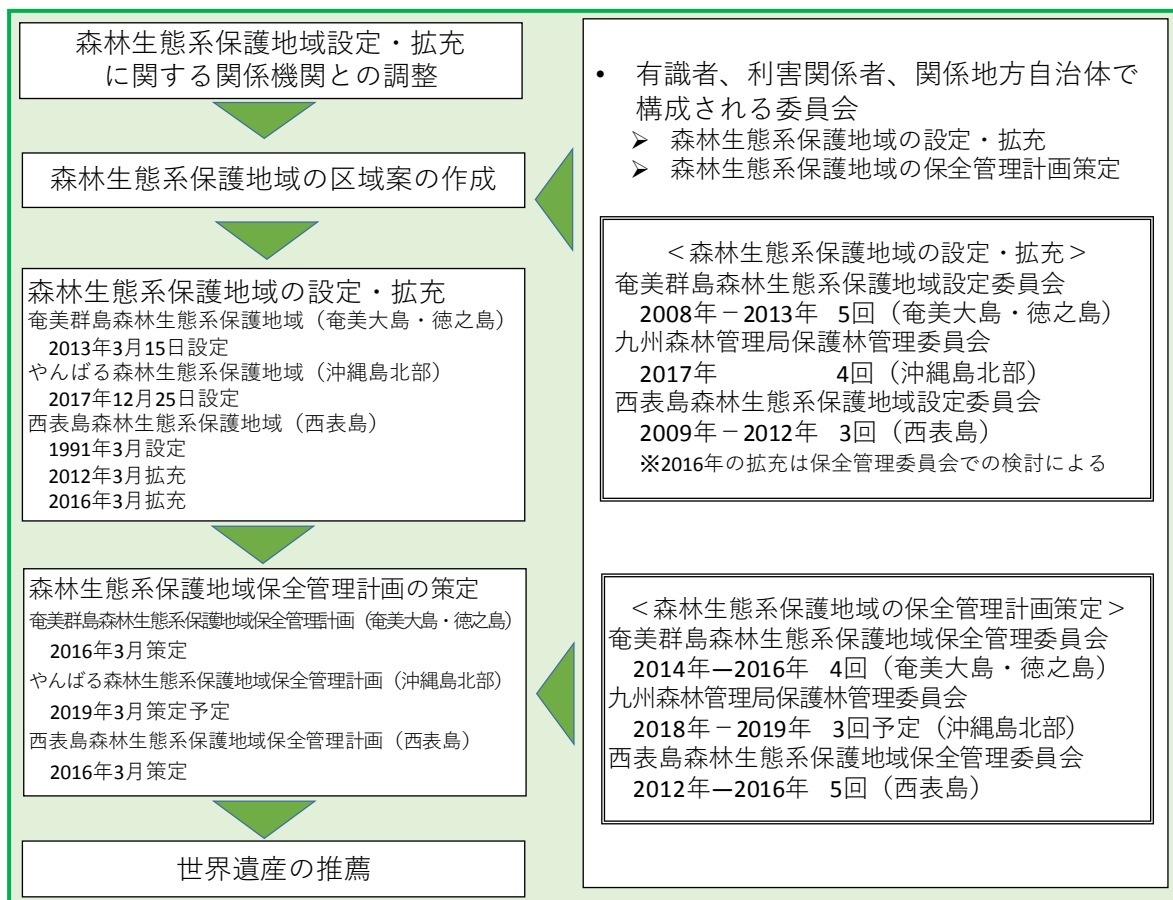 森林生態系保護地域設定・拡充
に関する関係機関との調整
森林生態系保護地域の区域案の作成
森林生態系保護地域の設定・拡充
奄美群島森林生態系保護地域（奄美大島・徳之島）
2013年3月15日設定
やんばる森林生態系保護地域（沖縄島北部）
2017年12月25日設定
西表島森林生態系保護地域（西表島）
1991年3月設定
2012年3月拡充
2016年3月拡充
森林生態系保護地域保全管理計画の策定
奄美群島森林生態系保護地域保全管理計画（奄美大島・徳之島）
2016年3月策定
やんばる森林生態系保護地域保全管理計画（沖縄島北部）
2019年3月策定予定
西表島森林生態系保護地域保全管理計画（西表島）
2016年3月策定
世界遺産の推薦
• 有識者、利害関係者、関係地方自治体で
構成される委員会
➢ 森林生態系保護地域の設定・拡充
➢ 森林生態系保護地域の保全管理計画策定
＜森林生態系保護地域の設定・拡充＞
奄美群島森林生態系保護地域設定委員会
2008年－2013年 5回（奄美大島・徳之島）
九州森林管理局保護林管理委員会
2017年 4回（沖縄島北部）
西表島森林生態系保護地域設定委員会
2009年－2012年 3回（西表島）
※2016年の拡充は保全管理委員会での検討による
＜森林生態系保護地域の保全管理計画策定＞
奄美群島森林生態系保護地域保全管理委員会
2014年―2016年 4回（奄美大島・徳之島）
九州森林管理局保護林管理委員会
2018年－2019年 3回予定（沖縄島北部）
西表島森林生態系保護地域保全管理委員会
2012年―2016年 5回（西表島）